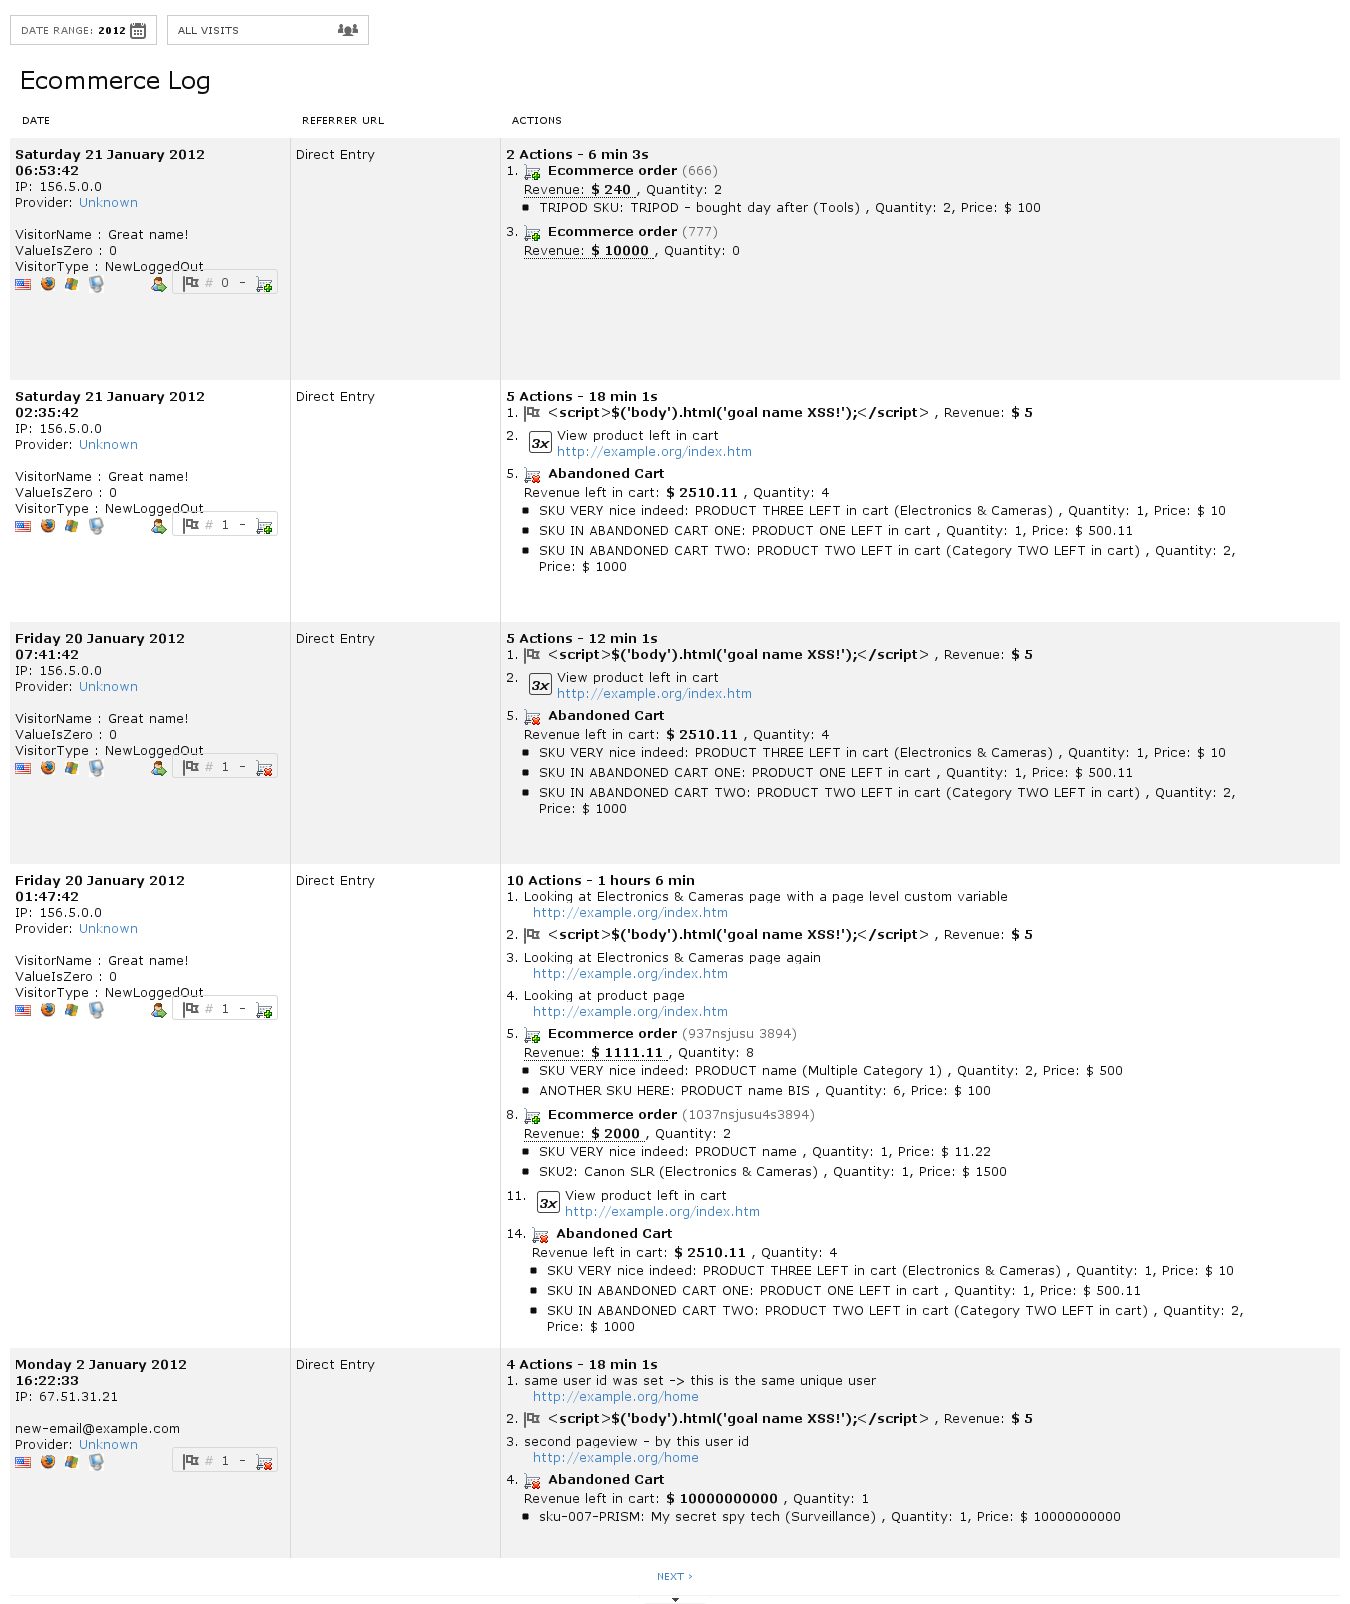 DATE RANGE: 2012
ALL VISITS
Ecommerce Log
DATE
REFERRER URL
ACTIONS
Saturday 21 January 2012
06:53:42
IP: 156.5.0.0
Provider: Unknown
VisitorName : Great name!
ValueIsZero : 0
VisitorType : NewLoggedOut
# 0 -
Direct Entry
2 Actions - 6 min 3s
1. Ecommerce order (666)
Revenue: $ 240 , Quantity: 2
TRIPOD SKU: TRIPOD - bought day after (Tools) , Quantity: 2, Price: $ 100
3. Ecommerce order (777)
Revenue: $ 10000 , Quantity: 0
Saturday 21 January 2012
02:35:42
IP: 156.5.0.0
Provider: Unknown
VisitorName : Great name!
ValueIsZero : 0
VisitorType : NewLoggedOut
# 1 -
Direct Entry
5 Actions - 18 min 1s
1. <script>$('body').html('goal name XSS!');</script> , Revenue: $ 5
2. 3x View product left in cart
http://example.org/index.htm
5. Abandoned Cart
Revenue left in cart: $ 2510.11 , Quantity: 4
SKU VERY nice indeed: PRODUCT THREE LEFT in cart (Electronics & Cameras) , Quantity: 1, Price: $ 10
SKU IN ABANDONED CART ONE: PRODUCT ONE LEFT in cart , Quantity: 1, Price: $ 500.11
SKU IN ABANDONED CART TWO: PRODUCT TWO LEFT in cart (Category TWO LEFT in cart) , Quantity: 2,
Price: $ 1000
Friday 20 January 2012
07:41:42
IP: 156.5.0.0
Provider: Unknown
VisitorName : Great name!
ValueIsZero : 0
VisitorType : NewLoggedOut
# 1 -
Direct Entry
5 Actions - 12 min 1s
1. <script>$('body').html('goal name XSS!');</script> , Revenue: $ 5
2. 3x View product left in cart
http://example.org/index.htm
5. Abandoned Cart
Revenue left in cart: $ 2510.11 , Quantity: 4
SKU VERY nice indeed: PRODUCT THREE LEFT in cart (Electronics & Cameras) , Quantity: 1, Price: $ 10
SKU IN ABANDONED CART ONE: PRODUCT ONE LEFT in cart , Quantity: 1, Price: $ 500.11
SKU IN ABANDONED CART TWO: PRODUCT TWO LEFT in cart (Category TWO LEFT in cart) , Quantity: 2,
Price: $ 1000
Friday 20 January 2012
01:47:42
IP: 156.5.0.0
Provider: Unknown
VisitorName : Great name!
ValueIsZero : 0
VisitorType : NewLoggedOut
# 1 -
Direct Entry
10 Actions - 1 hours 6 min
1. Looking at Electronics & Cameras page with a page level custom variable
http://example.org/index.htm
2. <script>$('body').html('goal name XSS!');</script> , Revenue: $ 5
3. Looking at Electronics & Cameras page again
http://example.org/index.htm
4. Looking at product page
http://example.org/index.htm
5. Ecommerce order (937nsjusu 3894)
Revenue: $ 1111.11 , Quantity: 8
SKU VERY nice indeed: PRODUCT name (Multiple Category 1) , Quantity: 2, Price: $ 500
ANOTHER SKU HERE: PRODUCT name BIS , Quantity: 6, Price: $ 100
8. Ecommerce order (1037nsjusu4s3894)
Revenue: $ 2000 , Quantity: 2
SKU VERY nice indeed: PRODUCT name , Quantity: 1, Price: $ 11.22
SKU2: Canon SLR (Electronics & Cameras) , Quantity: 1, Price: $ 1500
11. 3x View product left in cart
http://example.org/index.htm
14. Abandoned Cart
Revenue left in cart: $ 2510.11 , Quantity: 4
SKU VERY nice indeed: PRODUCT THREE LEFT in cart (Electronics & Cameras) , Quantity: 1, Price: $ 10
SKU IN ABANDONED CART ONE: PRODUCT ONE LEFT in cart , Quantity: 1, Price: $ 500.11
SKU IN ABANDONED CART TWO: PRODUCT TWO LEFT in cart (Category TWO LEFT in cart) , Quantity: 2,
Price: $ 1000
Monday 2 January 2012
16:22:33
IP: 67.51.31.21
new-email@example.com
Provider: Unknown
# 1 -
Direct Entry
4 Actions - 18 min 1s
1. same user id was set -> this is the same unique user
http://example.org/home
2. <script>$('body').html('goal name XSS!');</script> , Revenue: $ 5
3. second pageview - by this user id
http://example.org/home
4. Abandoned Cart
Revenue left in cart: $ 10000000000 , Quantity: 1
sku-007-PRISM: My secret spy tech (Surveillance) , Quantity: 1, Price: $ 10000000000
NEXT ›